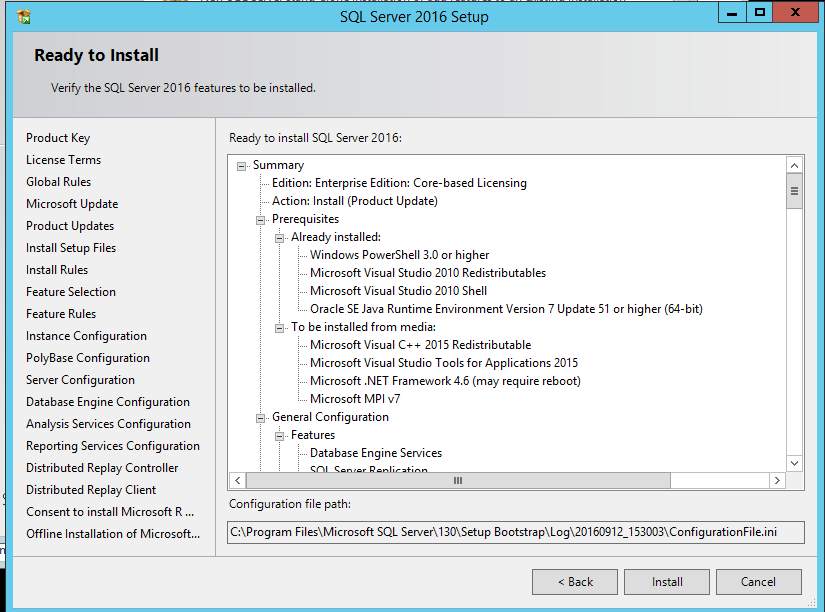 SQL Server 2016 Setup
Ready to Install
Verify the SQL Server 2016 features to be installed.
Product Key
License Terms
Global Rules
Microsoft Update
Product Updates
Install Setup Files
Install Rules
Feature Selection
Feature Rules
Instance Configuration
PolyBase Configuration
Server Configuration
Database Engine Configuration
Analysis Services Configuration
Reporting Services Configuration
Distributed Replay Controller
Distributed Replay Client
Consent to install Microsoft R ...
Offline Installation of Microsoft...
Ready to install SQL Server 2016:
Summary
Edition: Enterprise Edition: Core-based Licensing
Action: Install (Product Update)
Prerequisites
Already installed:
Windows PowerShell 3.0 or higher
Microsoft Visual Studio 2010 Redistributables
Microsoft Visual Studio 2010 Shell
Oracle SE Java Runtime Environment Version 7 Update 51 or higher (64-bit)
To be installed from media:
Microsoft Visual C++ 2015 Redistributable
Microsoft Visual Studio Tools for Applications 2015
Microsoft .NET Framework 4.6 (may require reboot)
Microsoft MPI v7
General Configuration
Features
Database Engine Services
SQL Server Replication
Configuration file path:
C:\Program Files\Microsoft SQL Server\130\Setup Bootstrap\Log\20160912_153003\ConfigurationFile.ini
< Back
Install
Cancel